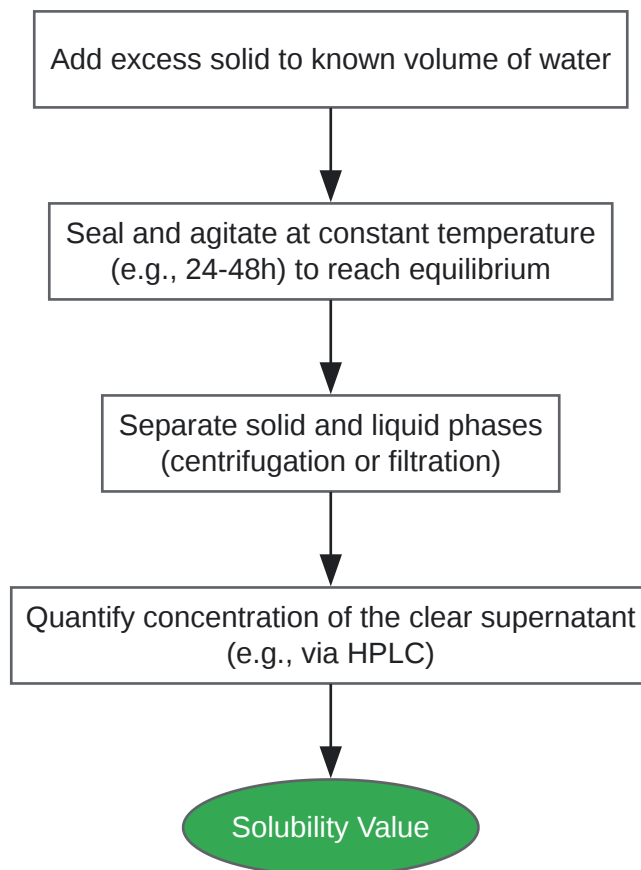 Add excess solid to known volume of water
Seal and agitate at constant temperature
(e.g., 24-48h) to reach equilibrium
Separate solid and liquid phases
(centrifugation or filtration)
Quantify concentration of the clear supernatant
(e.g., via HPLC)
Solubility Value